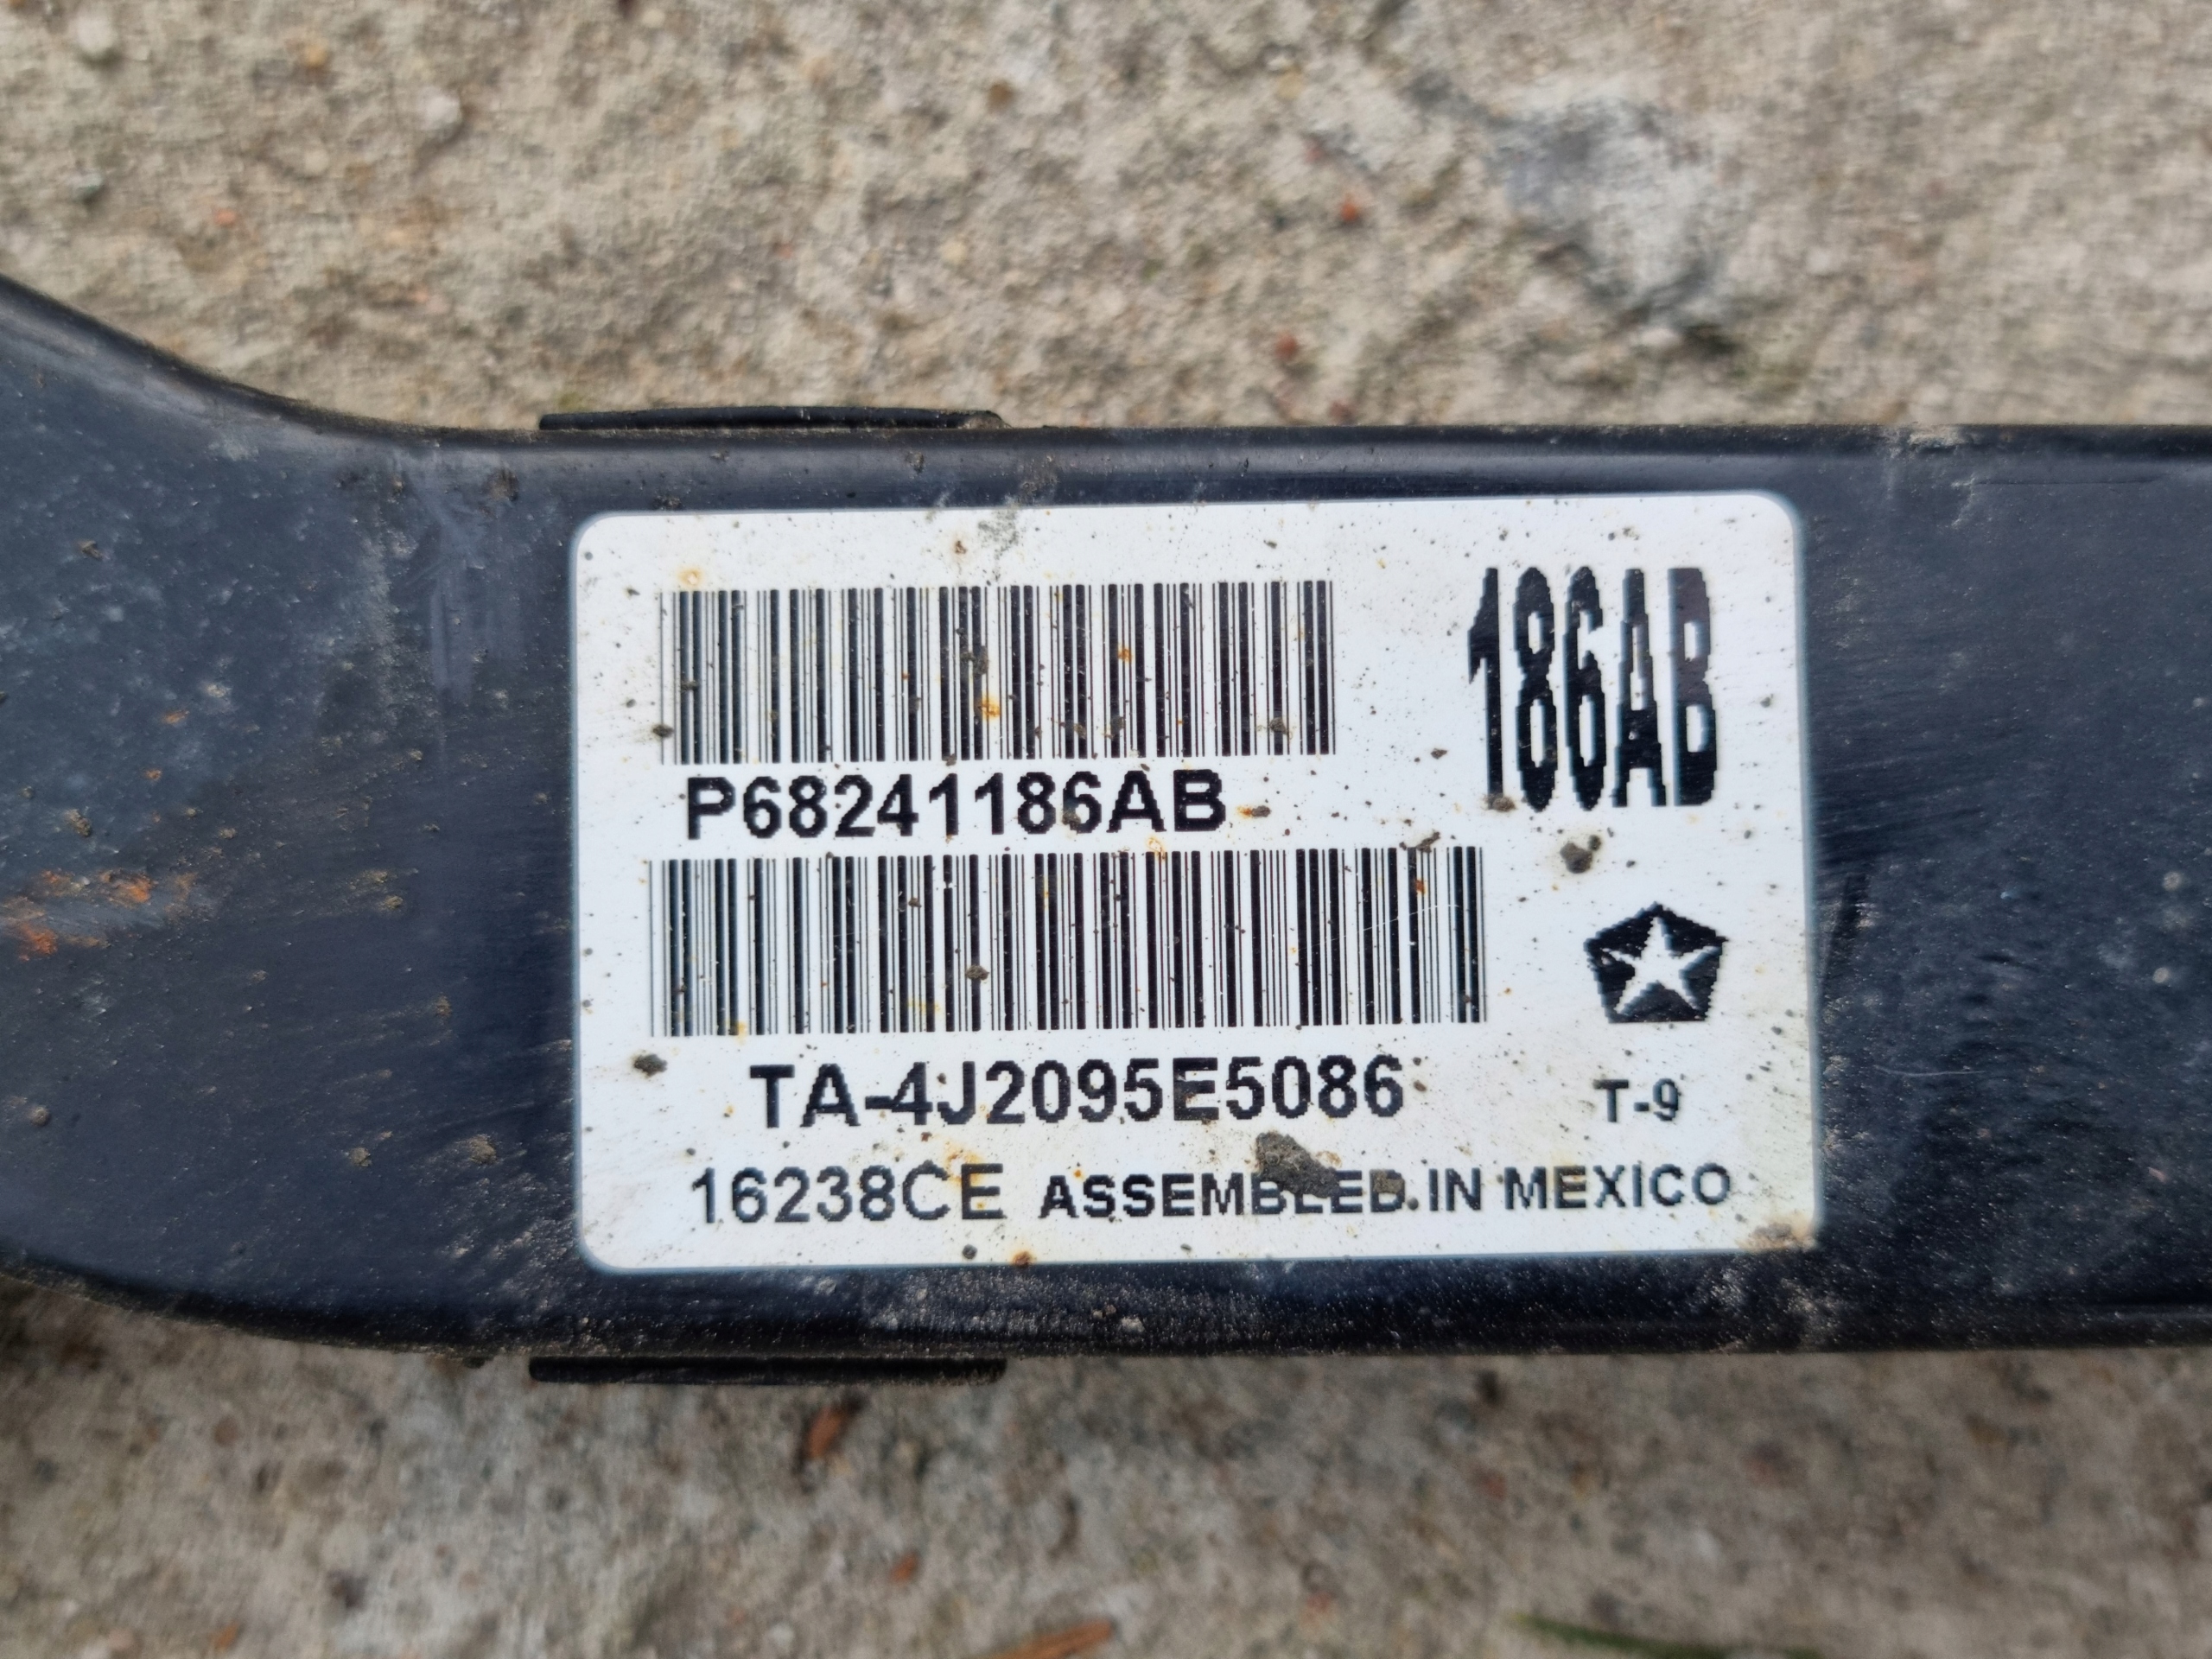 186AB
P68241186AB
TA-4J2095E5086
T-9
16238CE ASSEMBLED IN MEXICO